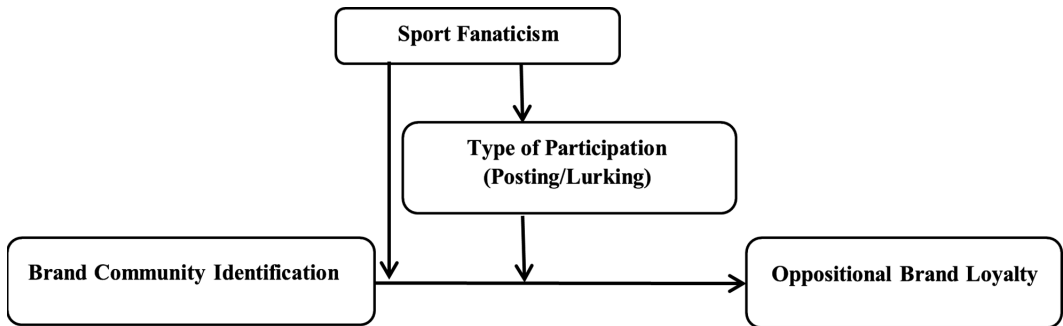 Sport Fanaticism
Type of Participation
(Posting/Lurking)
Brand Community Identification
Oppositional Brand Loyalty